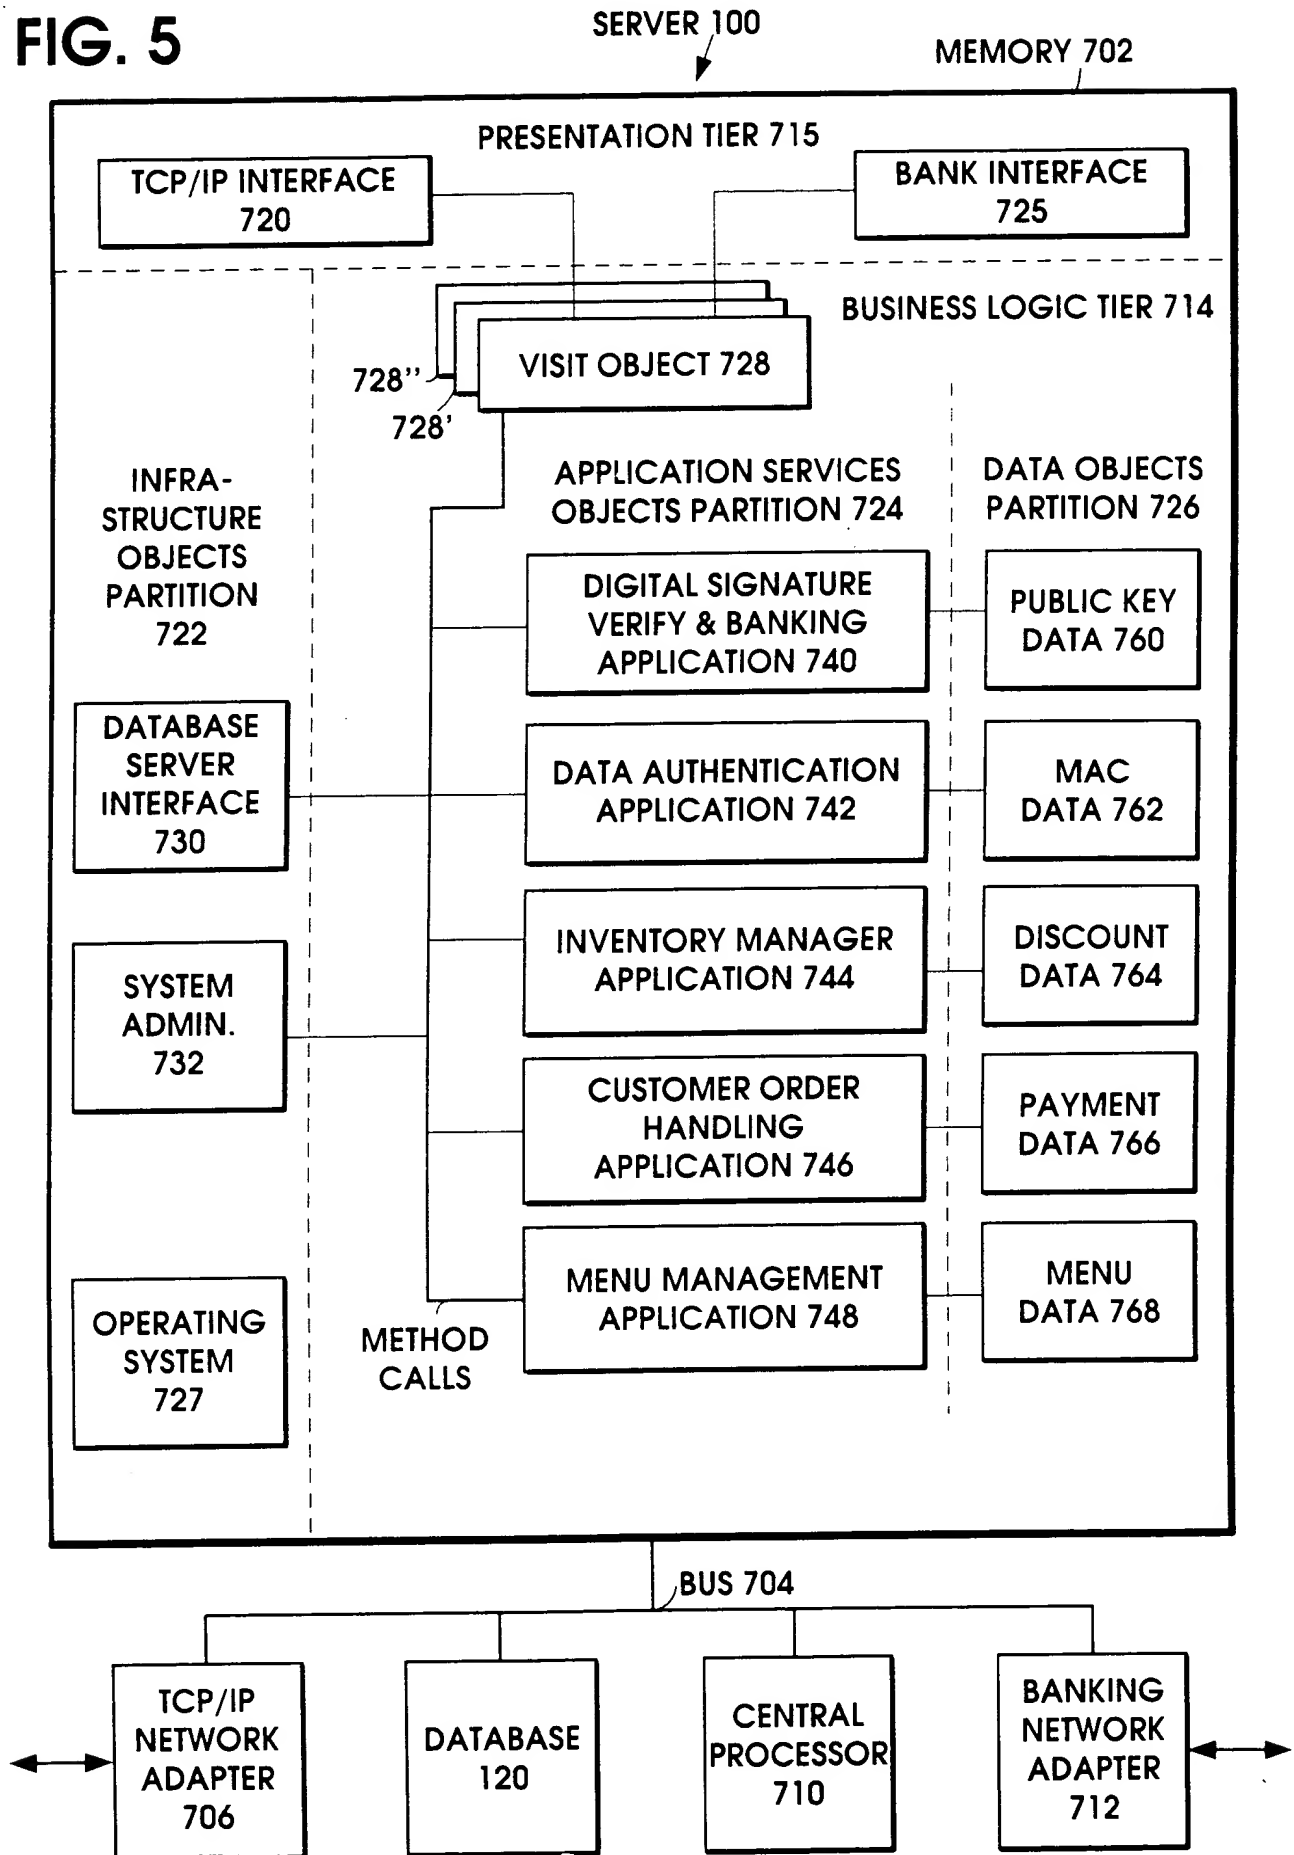 FIG. 5
SERVER 100
MEMORY 702
PRESENTATION TIER 715
TCP/IP INTERFACE
720
BANK INTERFACE
725
BUSINESS LOGIC TIER 714
VISIT OBJECT 728
728''
728'
INFRA-
STRUCTURE
OBJECTS
PARTITION
722
APPLICATION SERVICES
OBJECTS PARTITION 724
DATA OBJECTS
PARTITION 726
DIGITAL SIGNATURE
VERIFY & BANKING
APPLICATION 740
PUBLIC KEY
DATA 760
DATABASE
SERVER
INTERFACE
730
DATA AUTHENTICATION
APPLICATION 742
MAC
DATA 762
INVENTORY MANAGER
APPLICATION 744
DISCOUNT
DATA 764
SYSTEM
ADMIN.
732
CUSTOMER ORDER
HANDLING
APPLICATION 746
PAYMENT
DATA 766
MENU MANAGEMENT
APPLICATION 748
MENU
DATA 768
OPERATING
SYSTEM
727
METHOD
CALLS
BUS 704
TCP/IP
NETWORK
ADAPTER
706
DATABASE
120
CENTRAL
PROCESSOR
710
BANKING
NETWORK
ADAPTER
712